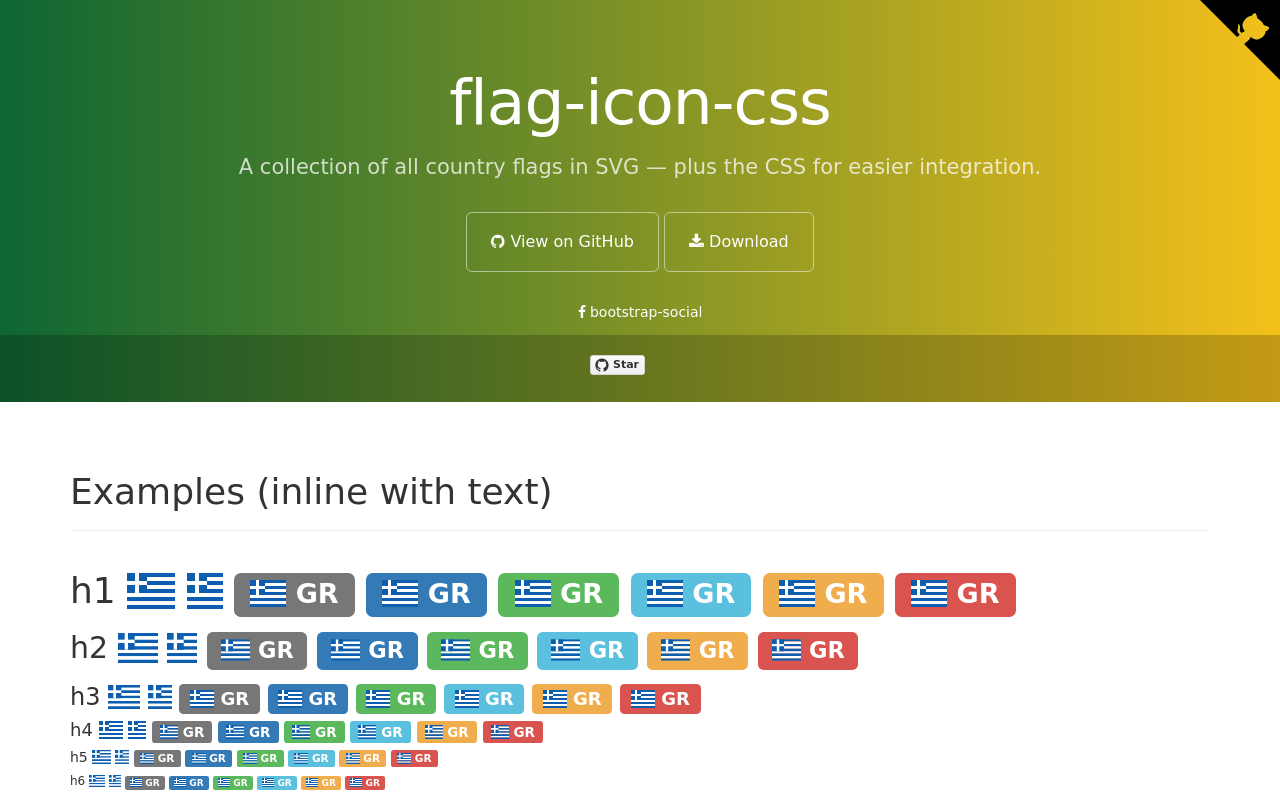 flag-icon-css
A collection of all country flags in SVG — plus the CSS for easier integration.
View on GitHub Download
bootstrap-social
Star
Examples (inline with text)
h1 GR GR GR GR GR GR
h2 GR GR GR GR GR GR
h3 GR GR GR GR GR GR
h4 GR GR GR GR GR GR
h5 GR GR GR GR GR GR
h6 GR GR GR GR GR GR